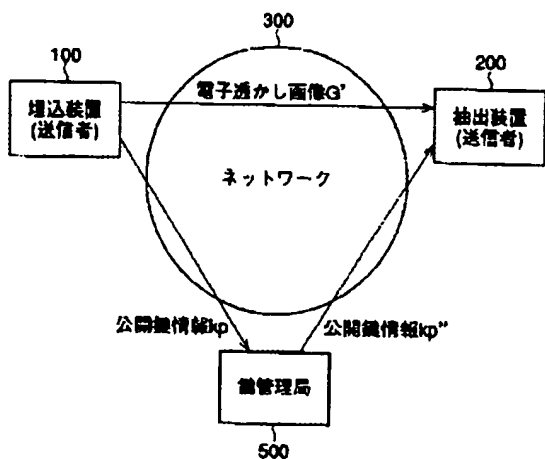 300
100
200
埋込装置
(送信者)
電子透かし画像G'
抽出装置
(送信者)
ネットワーク
公開鍵情報kp
公開鍵情報kp"
鍵管理局
500